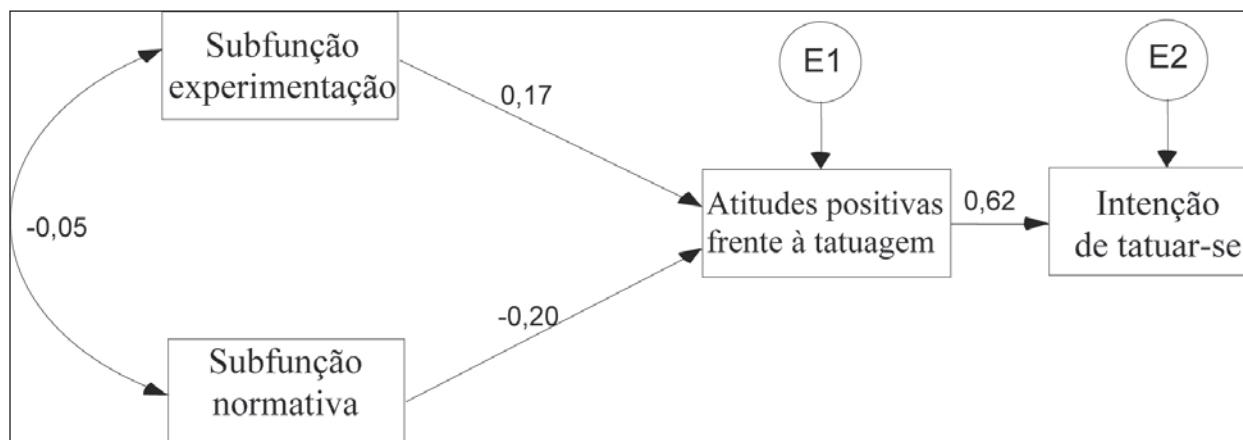 Subfunção
experimentação
E1
E2
0,17
Atitudes positivas
frente à tatuagem
0,62
Intenção
de tatuar-se
-0,05
-0,20
Subfunção
normativa